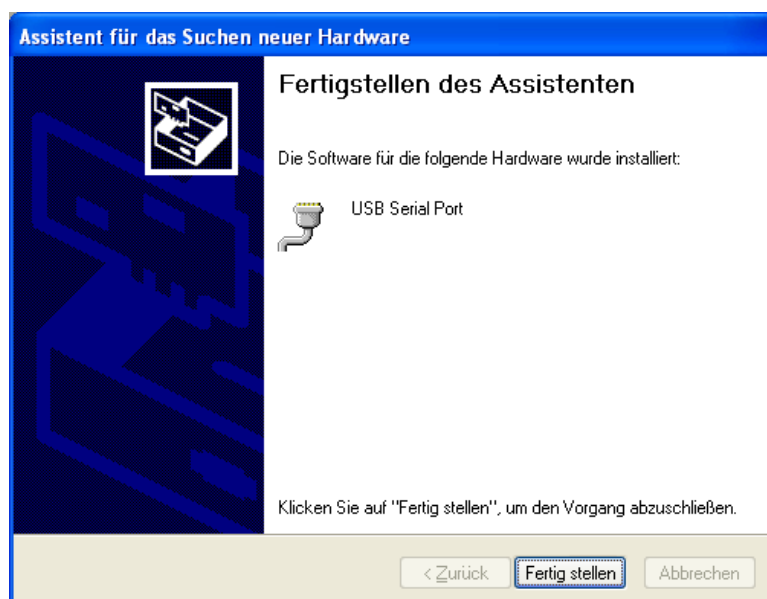 Assistent für das Suchen neuer Hardware
Fertigstellen des Assistenten
Die Software für die folgende Hardware wurde installiert:
USB Serial Port
Klicken Sie auf "Fertig stellen", um den Vorgang abzuschließen.
< Zurück Fertig stellen Abbrechen